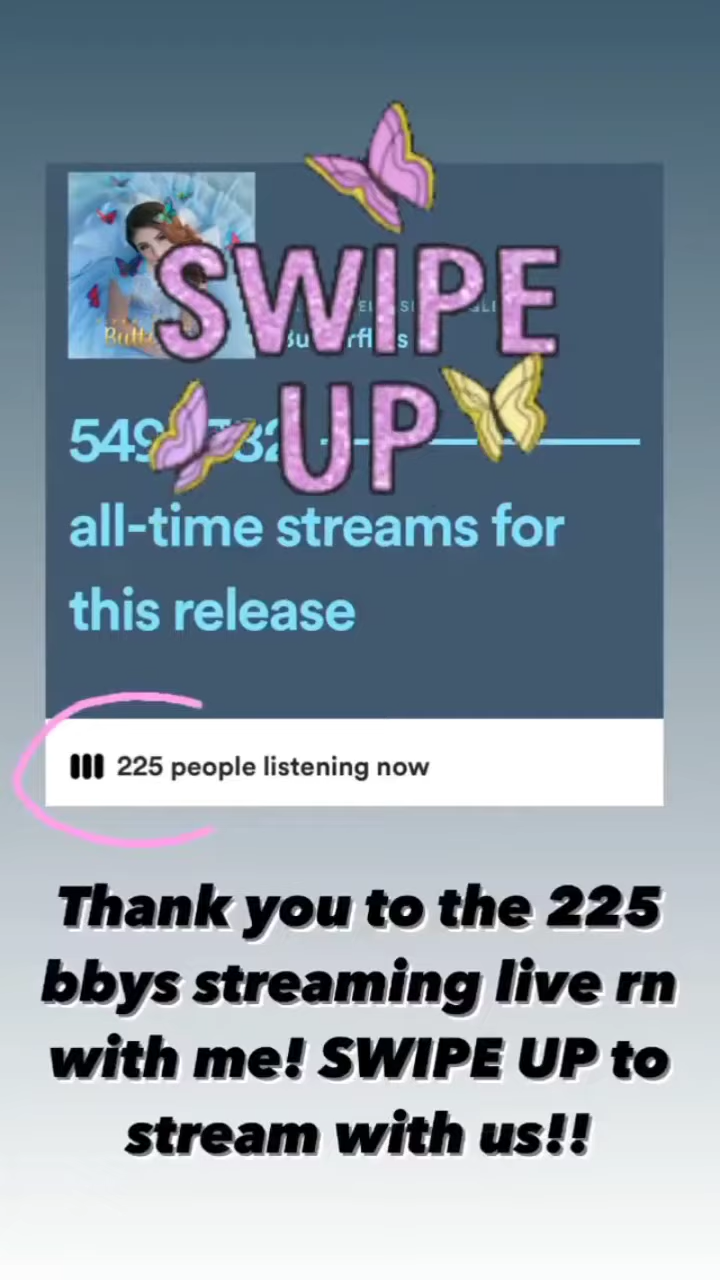 SWIPE
UP
all-time streams for
this release
225 people listening now
Thank you to the 225
bbys streaming live rn
with me! SWIPE UP to
stream with us!!